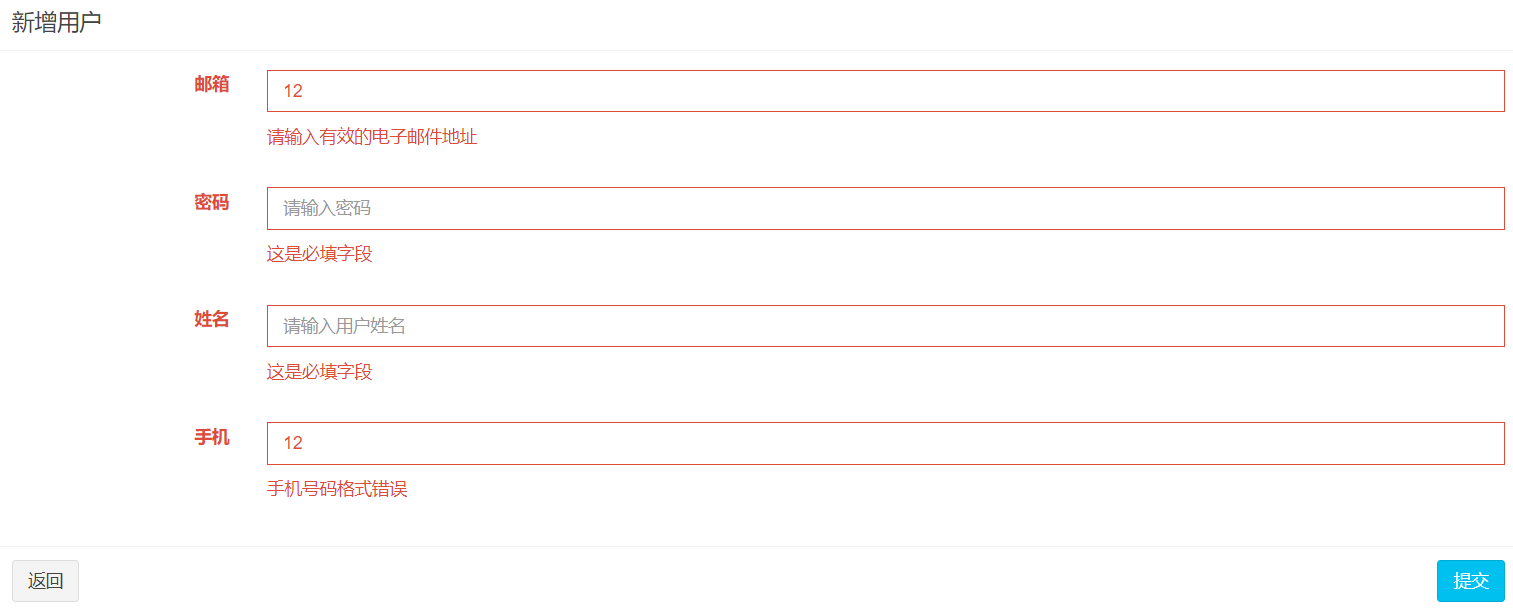 新增用户
邮箱
12
请输入有效的电子邮件地址
密码
请输入密码
这是必填字段
姓名
请输入用户姓名
这是必填字段
手机
12
手机号码格式错误
返回
提交